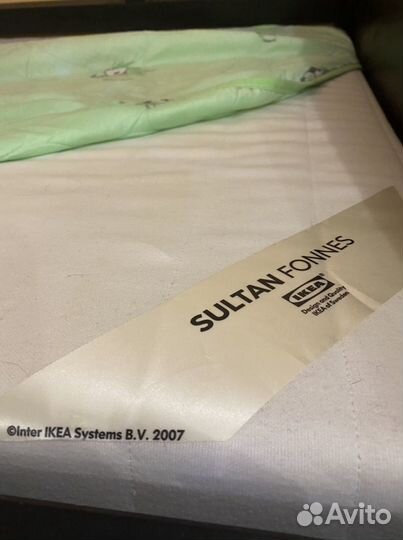 SULTAN FONNES
IKEA®
Design and Quality
IKEA of Sweden
©Inter IKEA Systems B.V. 2007
Avito